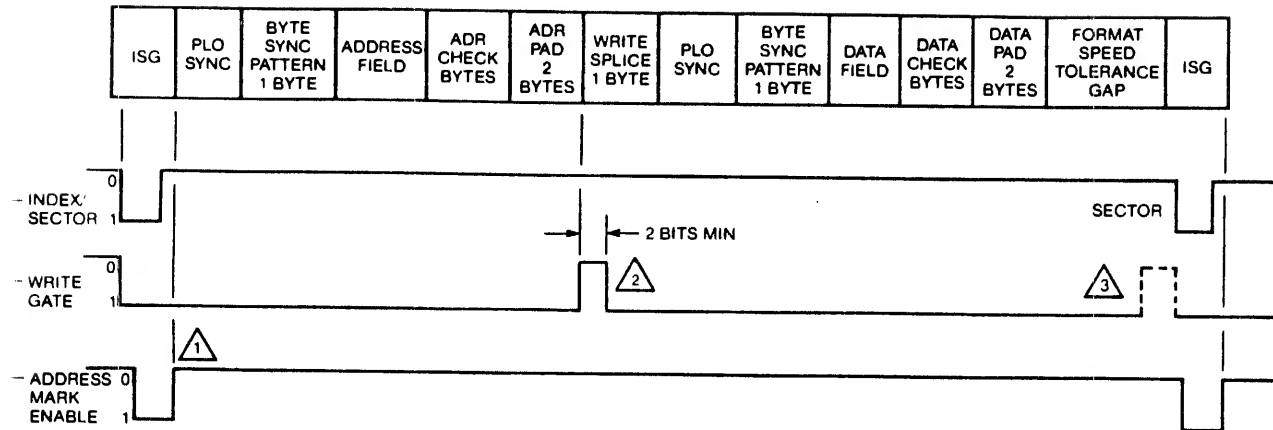 ISG
PLO
SYNC
BYTE
SYNC
PATTERN
1 BYTE
ADDRESS
FIELD
ADR
CHECK
BYTES
ADR
PAD
2
BYTES
WRITE
SPLICE
1 BYTE
PLO
SYNC
BYTE
SYNC
PATTERN
1 BYTE
DATA
FIELD
DATA
CHECK
BYTES
DATA
PAD
2
BYTES
FORMAT
SPEED
TOLERANCE
GAP
ISG
0
– INDEX/
SECTOR 1
SECTOR
2 BITS MIN
0
– WRITE
GATE 1
2
3
1
– ADDRESS 0
MARK
ENABLE 1